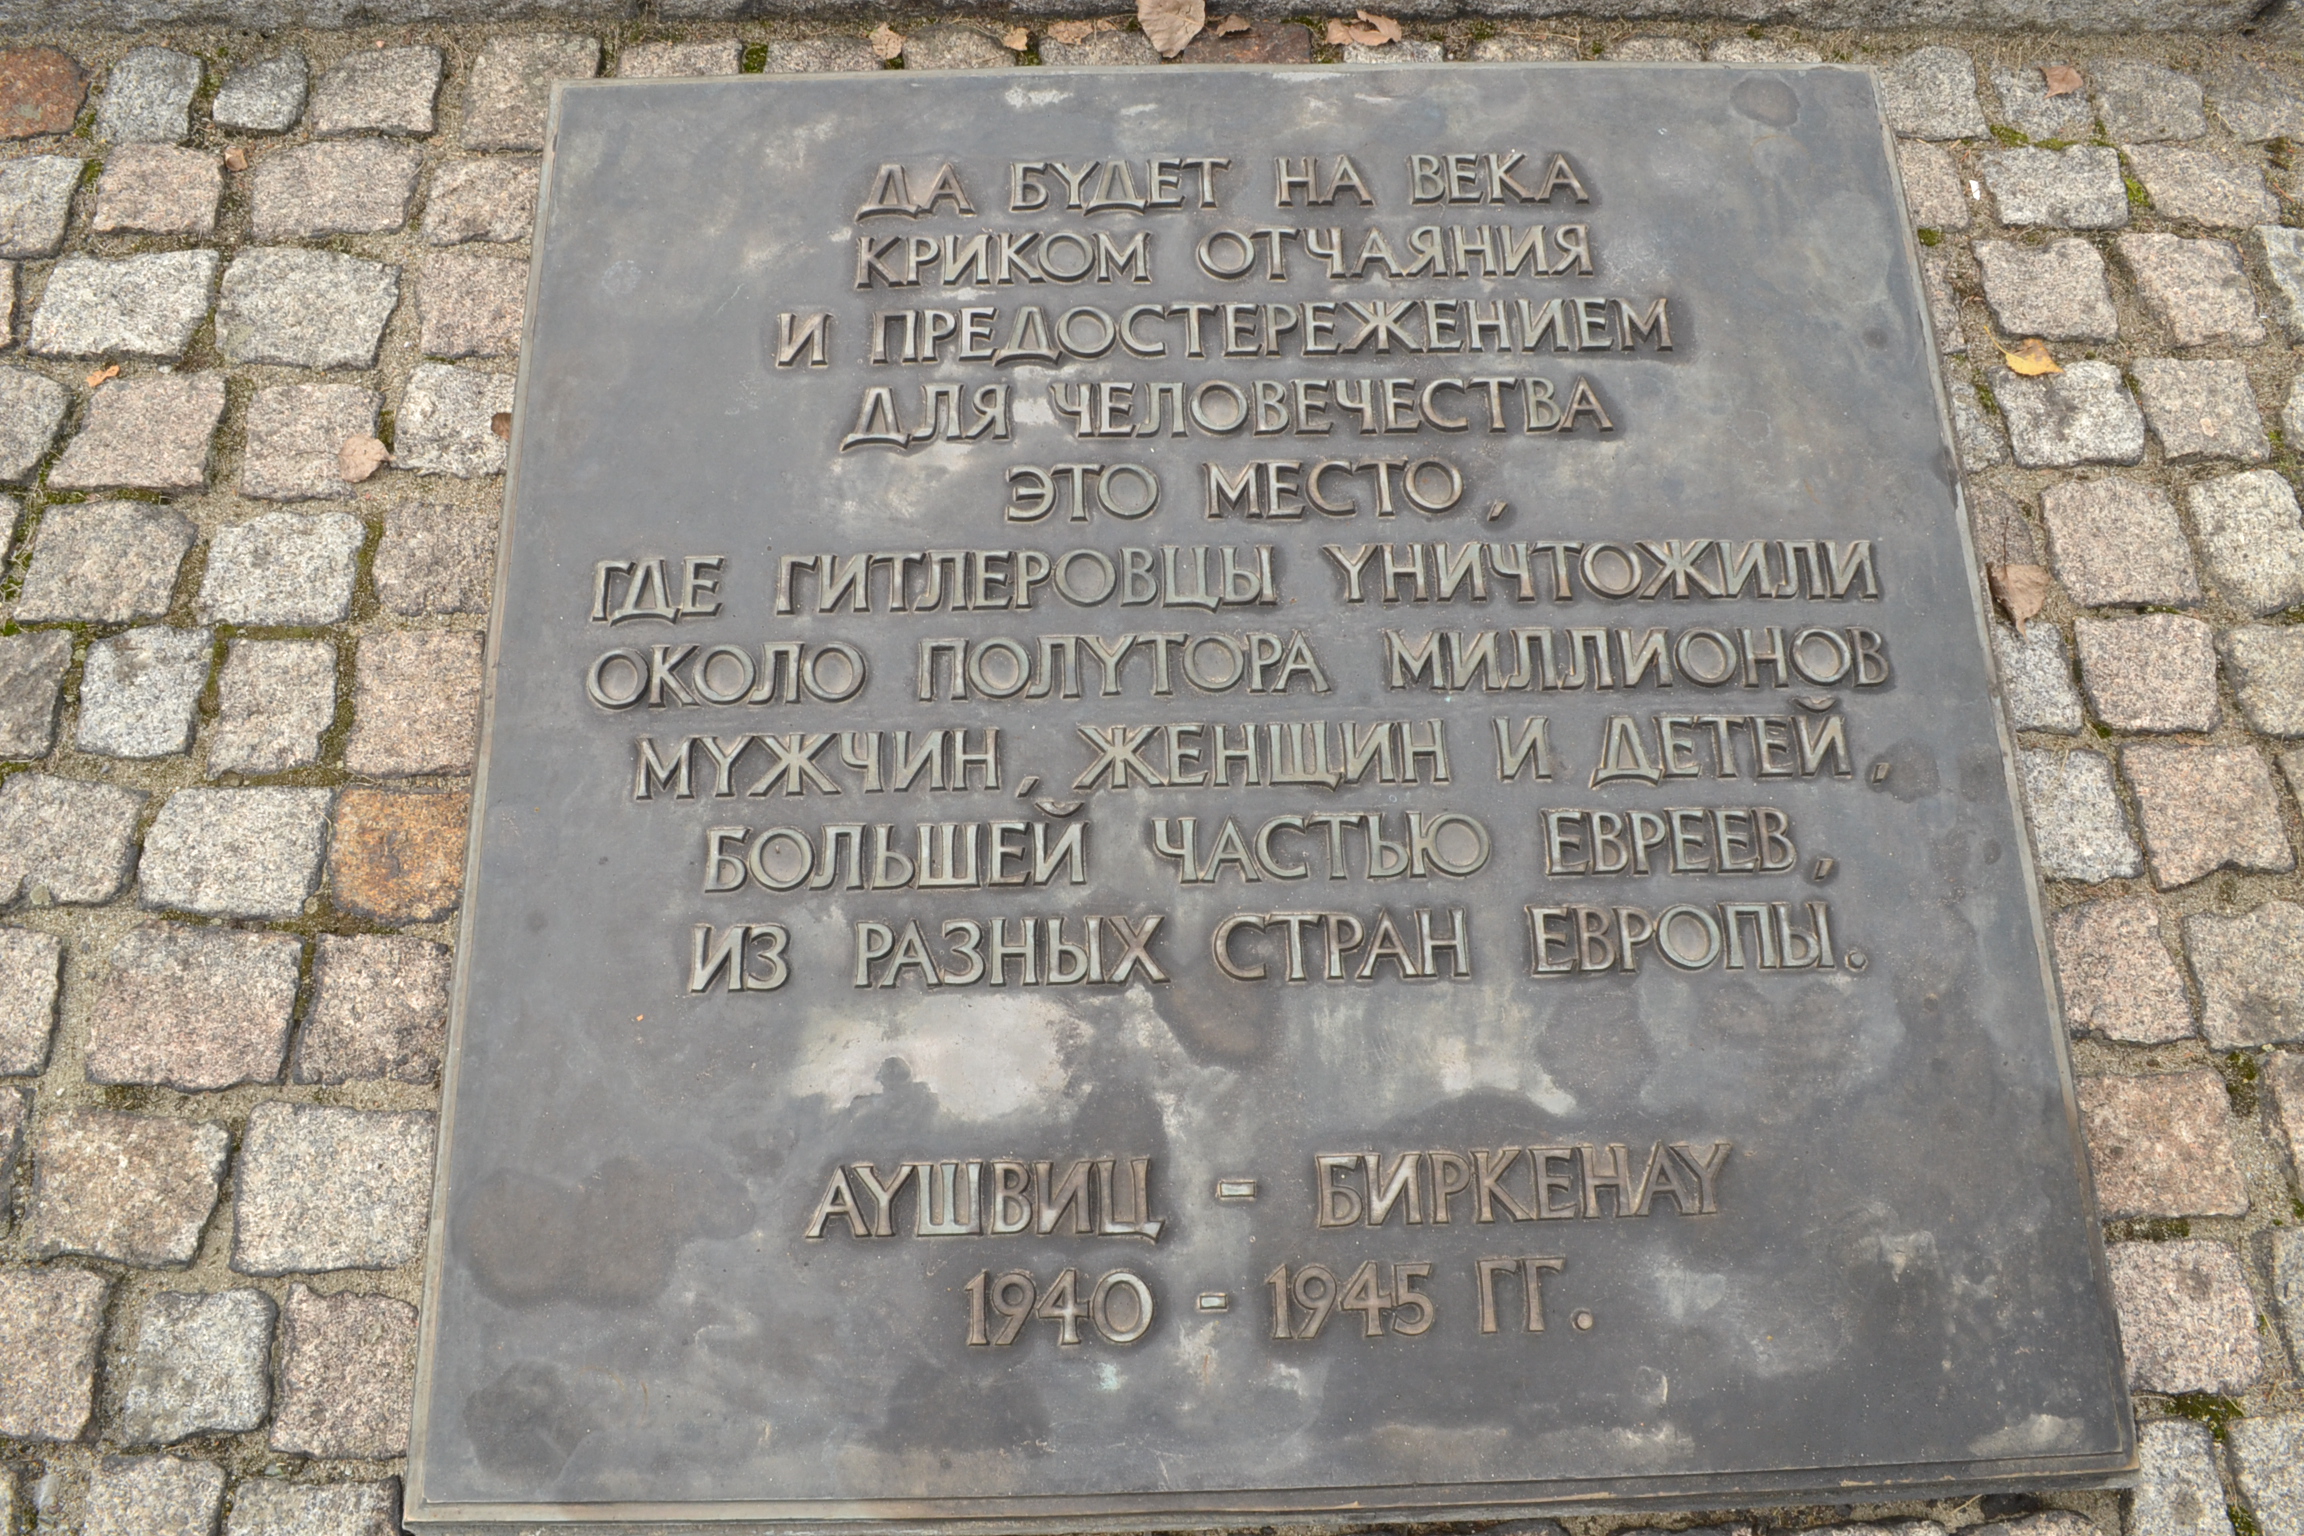 ДА БУДЕТ НА ВЕКА
КРИКОМ ОТЧАЯНИЯ
И ПРЕДОСТЕРЕЖЕНИЕМ
ДЛЯ ЧЕЛОВЕЧЕСТВА
ЭТО МЕСТО,
ГДЕ ГИТЛЕРОВЦЫ УНИЧТОЖИЛИ
ОКОЛО ПОЛУТОРА МИЛЛИОНОВ
МУЖЧИН, ЖЕНЩИН И ДЕТЕЙ,
БОЛЬШЕЙ ЧАСТЬЮ ЕВРЕЕВ,
ИЗ РАЗНЫХ СТРАН ЕВРОПЫ.
АУШВИЦ - БИРКЕНАУ
1940 - 1945 ГГ.